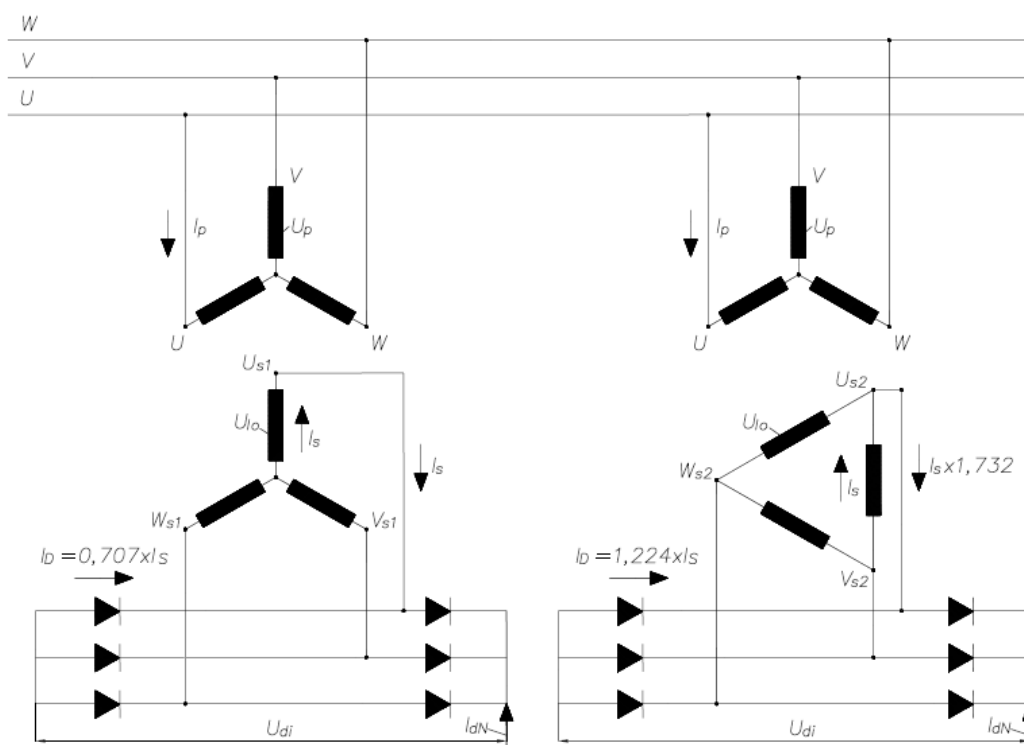 W
V
U
V
V
Ip
Up
Ip
Up
U
W
U
W
Us1
Us2
Ulo
Is
Is
Ulo
Ws2
Is
Isx1,732
Ws1
Vs1
ID=0,707xIs
ID=1,224xIs
Vs2
Udi
IdN
Udi
IdN